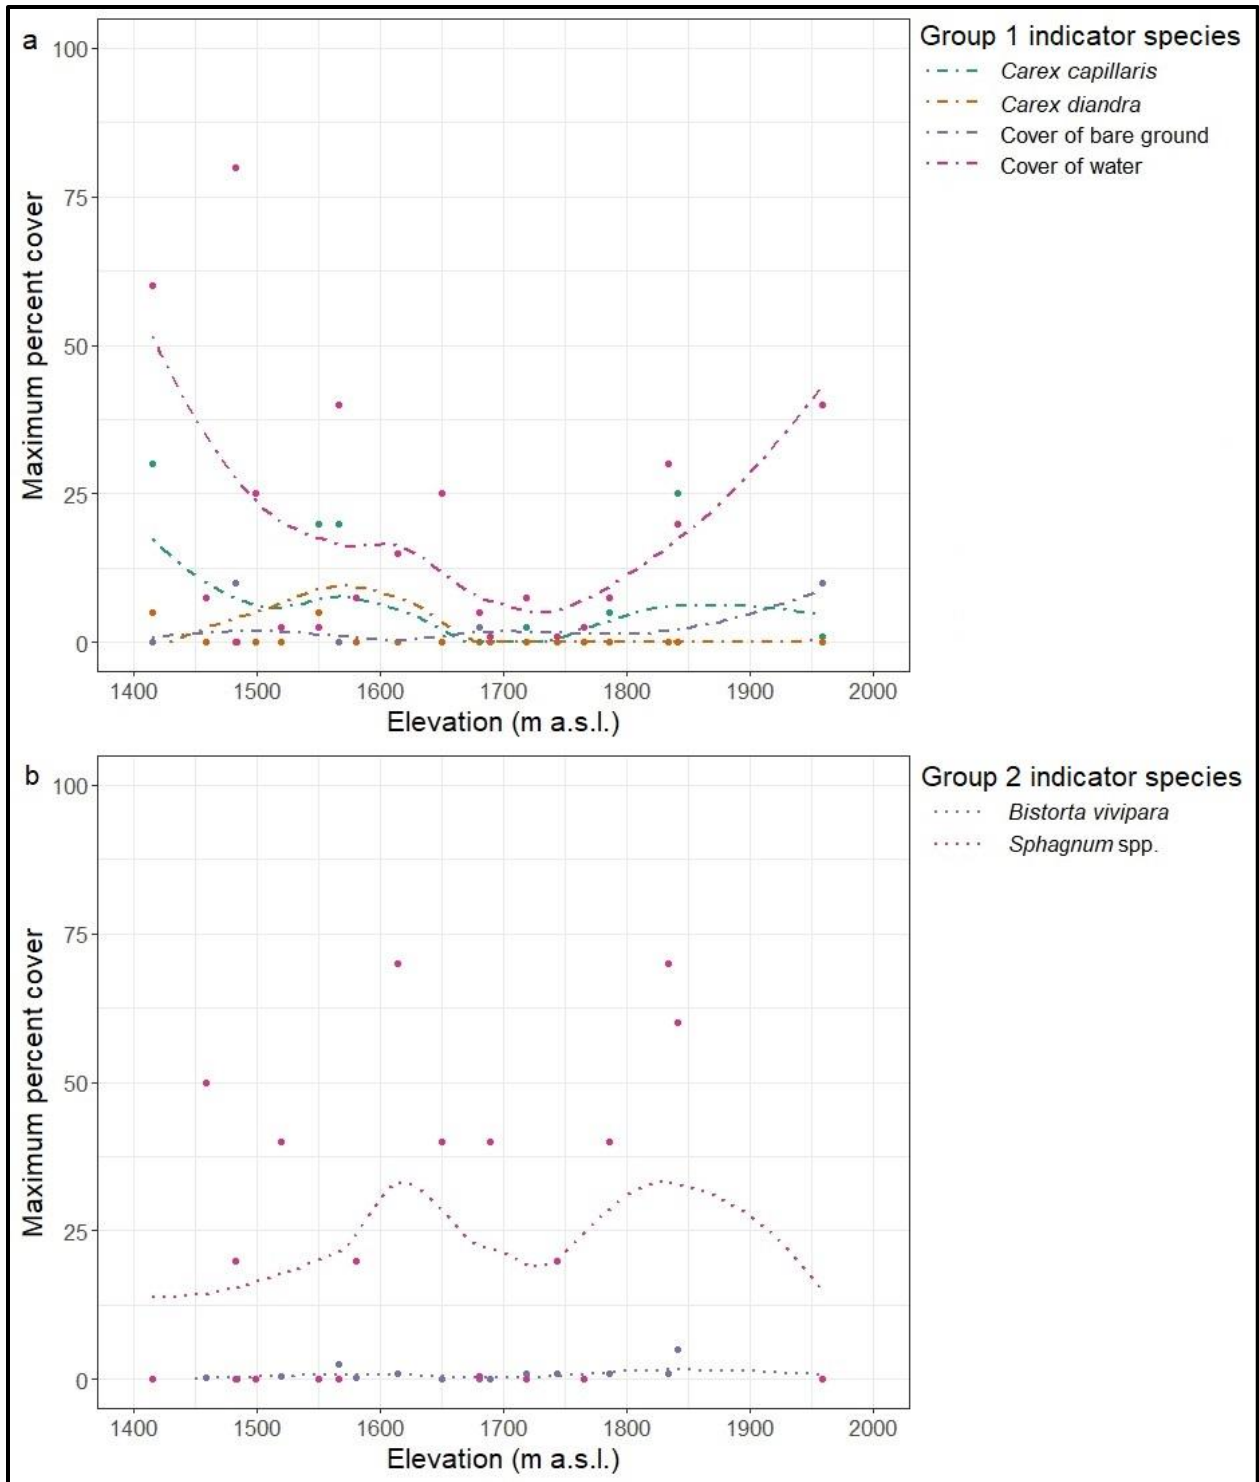 a
Group 1 indicator species
Carex capillaris
Carex diandra
Cover of bare ground
Cover of water
Maximum percent cover
100
75
50
25
0
1400 1500 1600 1700 1800 1900 2000
Elevation (m a.s.l.)
b
Group 2 indicator species
Bistorta vivipara
Sphagnum spp.
Maximum percent cover
100
75
50
25
0
1400 1500 1600 1700 1800 1900 2000
Elevation (m a.s.l.)